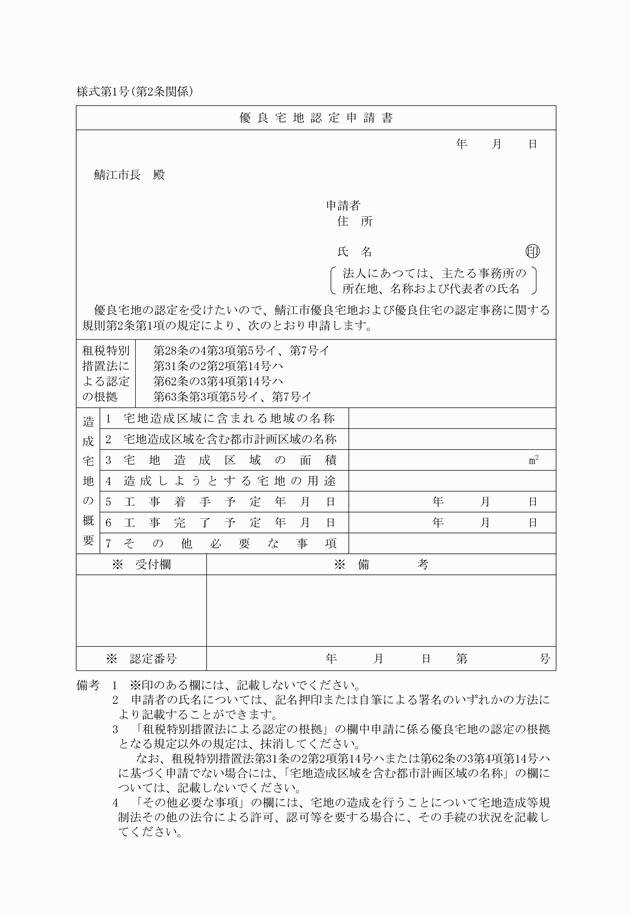 様式第1号(第2条関係)
優良宅地認定申請書
年　月　日
鯖江市長　殿
申請者
住　所
氏　名　㊞
法人にあつては、主たる事務所の
所在地、名称および代表者の氏名
優良宅地の認定を受けたいので、鯖江市優良宅地および優良住宅の認定事務に関する
規則第2条第1項の規定により、次のとおり申請します。
租税特別
措置法に
よる認定
の根拠
第28条の4第3項第5号イ、第7号イ
第31条の2第2項第14号ハ
第62条の3第4項第14号ハ
第63条第3項第5号イ、第7号イ
造成宅地の概要
1　宅地造成区域に含まれる地域の名称
2　宅地造成区域を含む都市計画区域の名称
3　宅地造成区域の面積　m²
4　造成しようとする宅地の用途
5　工事着手予定年月日　年　月　日
6　工事完了予定年月日　年　月　日
7　その他必要な事項
※　受付欄　※　備　考
※　認定番号　年　月　日　第　号
備考　1　※印のある欄には、記載しないでください。
2　申請者の氏名については、記名押印または自筆による署名のいずれかの方法に
より記載することができます。
3　「租税特別措置法による認定の根拠」の欄中申請に係る優良宅地の認定の根拠
となる規定以外の規定は、抹消してください。
なお、租税特別措置法第31条の2第2項第14号ハまたは第62条の3第4項第14号ハ
に基づく申請でない場合には、「宅地造成区域を含む都市計画区域の名称」の欄に
ついては、記載しないでください。
4　「その他必要な事項」の欄には、宅地の造成を行うことについて宅地造成等規
制法その他の法令による許可、認可等を要する場合に、その手続の状況を記載し
てください。